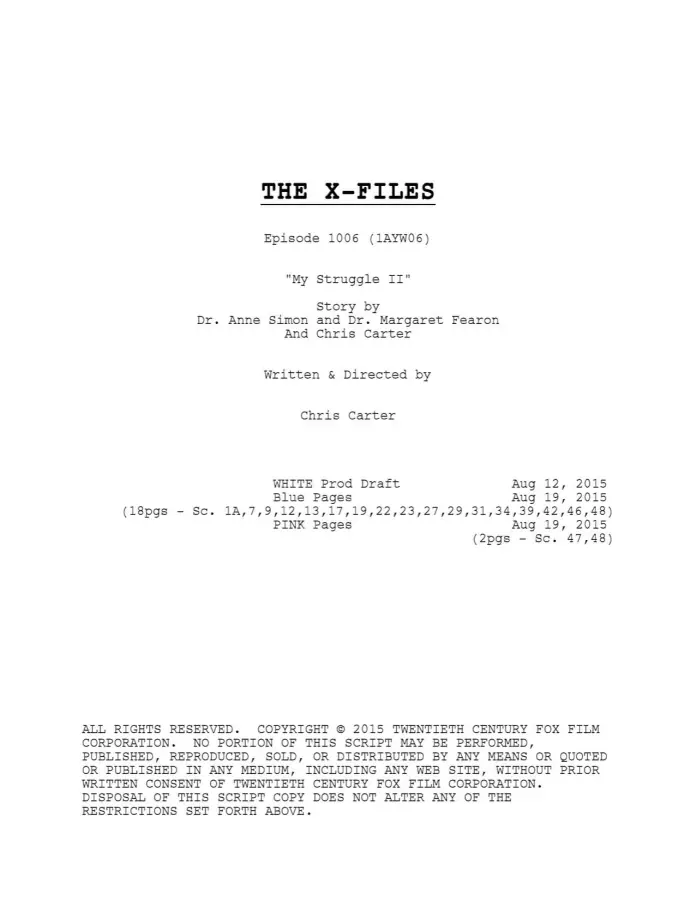 THE X-FILES
Episode 1006 (1AYW06)
"My Struggle II"
Story by
Dr. Anne Simon and Dr. Margaret Fearon
And Chris Carter
Written & Directed by
Chris Carter
WHITE Prod Draft Aug 12, 2015
Blue Pages Aug 19, 2015
(18pgs - Sc. 1A,7,9,12,13,17,19,22,23,27,29,31,34,39,42,46,48)
PINK Pages Aug 19, 2015
(2pgs - Sc. 47,48)
ALL RIGHTS RESERVED. COPYRIGHT © 2015 TWENTIETH CENTURY FOX FILM
CORPORATION. NO PORTION OF THIS SCRIPT MAY BE PERFORMED,
PUBLISHED, REPRODUCED, SOLD, OR DISTRIBUTED BY ANY MEANS OR QUOTED
OR PUBLISHED IN ANY MEDIUM, INCLUDING ANY WEB SITE, WITHOUT PRIOR
WRITTEN CONSENT OF TWENTIETH CENTURY FOX FILM CORPORATION.
DISPOSAL OF THIS SCRIPT COPY DOES NOT ALTER ANY OF THE
RESTRICTIONS SET FORTH ABOVE.